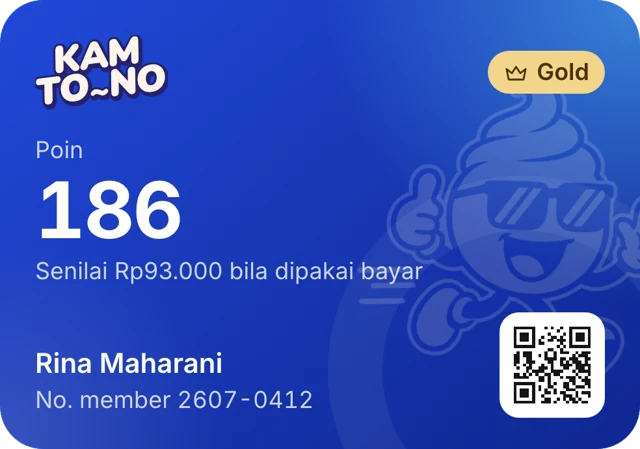 KAM
TO~NO
Gold
Poin
186
Senilai Rp93.000 bila dipakai bayar
Rina Maharani
No. member 2607-0412